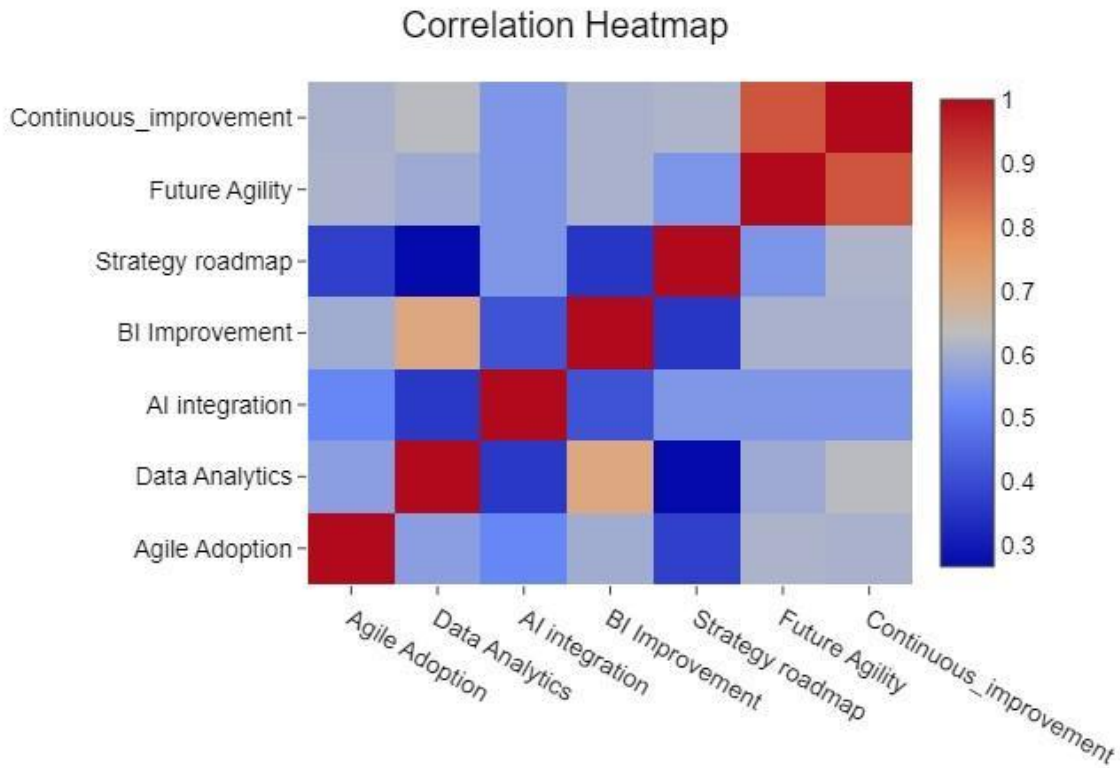 Correlation Heatmap
Continuous_improvement
Future Agility
Strategy roadmap
BI Improvement
AI integration
Data Analytics
Agile Adoption
Agile Adoption
Data Analytics
AI integration
BI Improvement
Strategy roadmap
Future Agility
Continuous_improvement
1
0.9
0.8
0.7
0.6
0.5
0.4
0.3